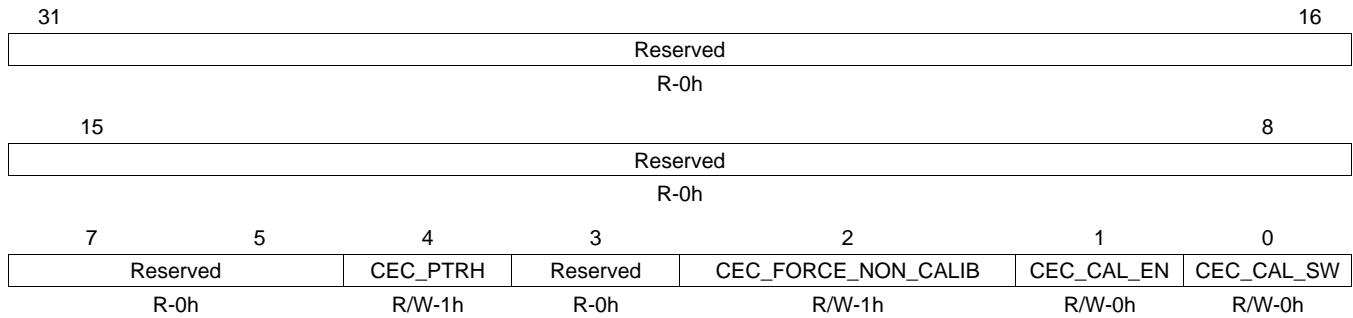 31 16
Reserved
R-0h
15 8
Reserved
R-0h
7 5 4 3 2 1 0
Reserved CEC_PTRH Reserved CEC_FORCE_NON_CALIB CEC_CAL_EN CEC_CAL_SW
R-0h R/W-1h R-0h R/W-1h R/W-0h R/W-0h